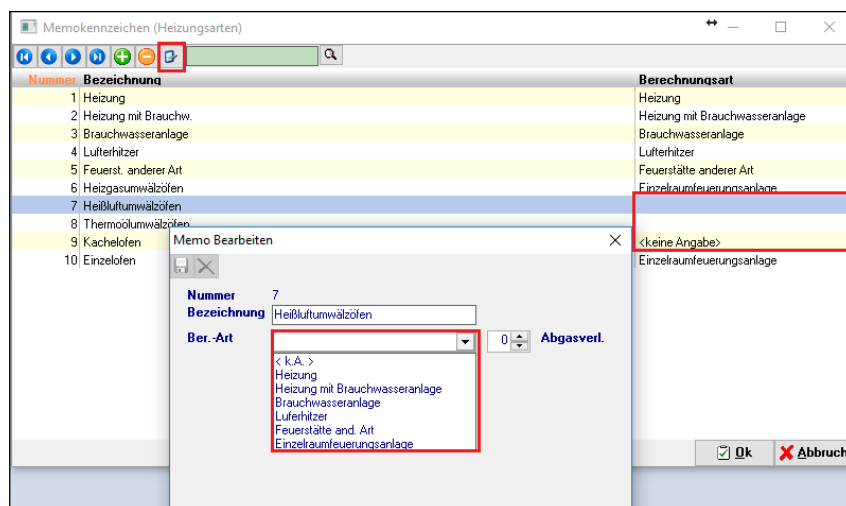 Memokennzeichen (Heizungsarten)
Nummer Bezeichnung Berechnungsart
1 Heizung Heizung
2 Heizung mit Brauchw. Heizung mit Brauchwasseranlage
3 Brauchwasseranlage Brauchwasseranlage
4 Lufterhitzer Lufterhitzer
5 Feuerst. anderer Art Feuerstätte anderer Art
6 Heizgasumwälzöfen Einzelraumfeuerungsanlage
7 Heißluftumwälzöfen
8 Thermoölumwälzöfen
9 Kachelofen <keine Angabe>
10 Einzelofen Einzelraumfeuerungsanlage
Memo Bearbeiten
Nummer 7
Bezeichnung Heißluftumwälzöfen
Ber.-Art 0 Abgasverl.
< k.A. >
Heizung
Heizung mit Brauchwasseranlage
Brauchwasseranlage
Luferhitzer
Feuerstätte and. Art
Einzelraumfeuerungsanlage
Ok Abbruch